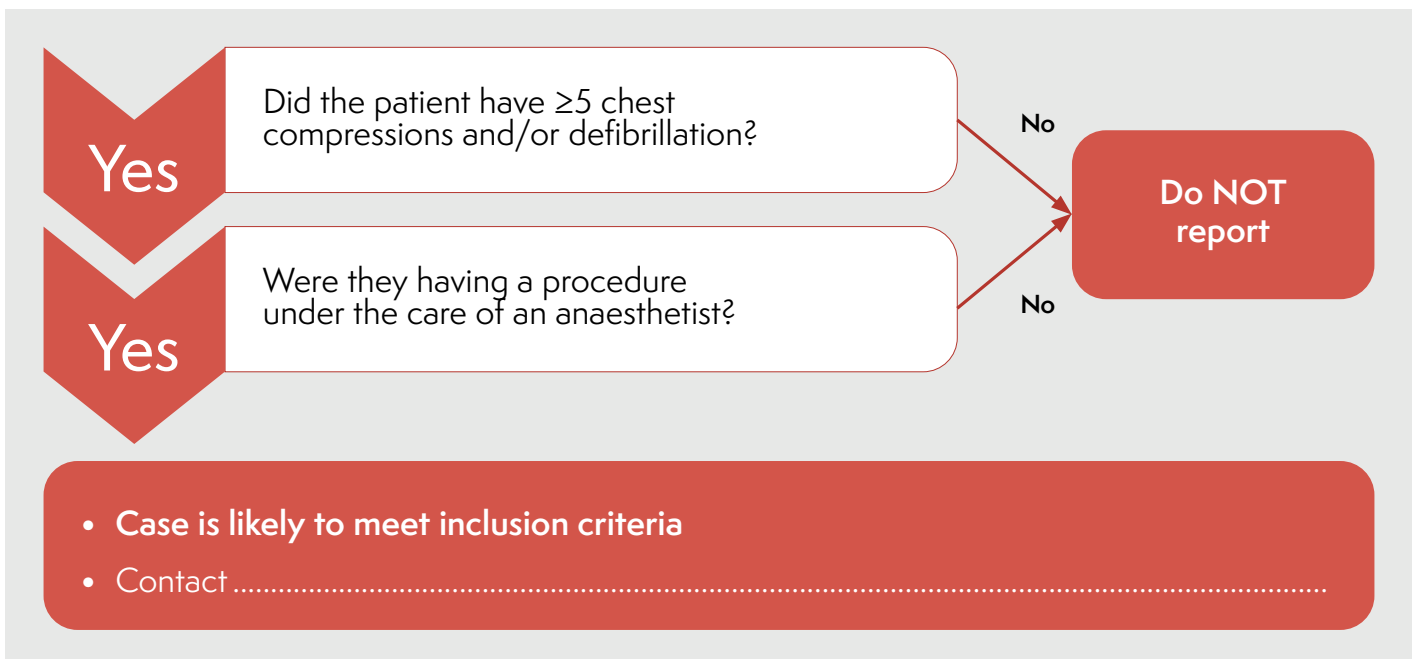 Yes
Did the patient have ≥5 chest
compressions and/or defibrillation?
No
Do NOT
report
Yes
Were they having a procedure
under the care of an anaesthetist?
No
• Case is likely to meet inclusion criteria
• Contact ........................................................................................................................................................